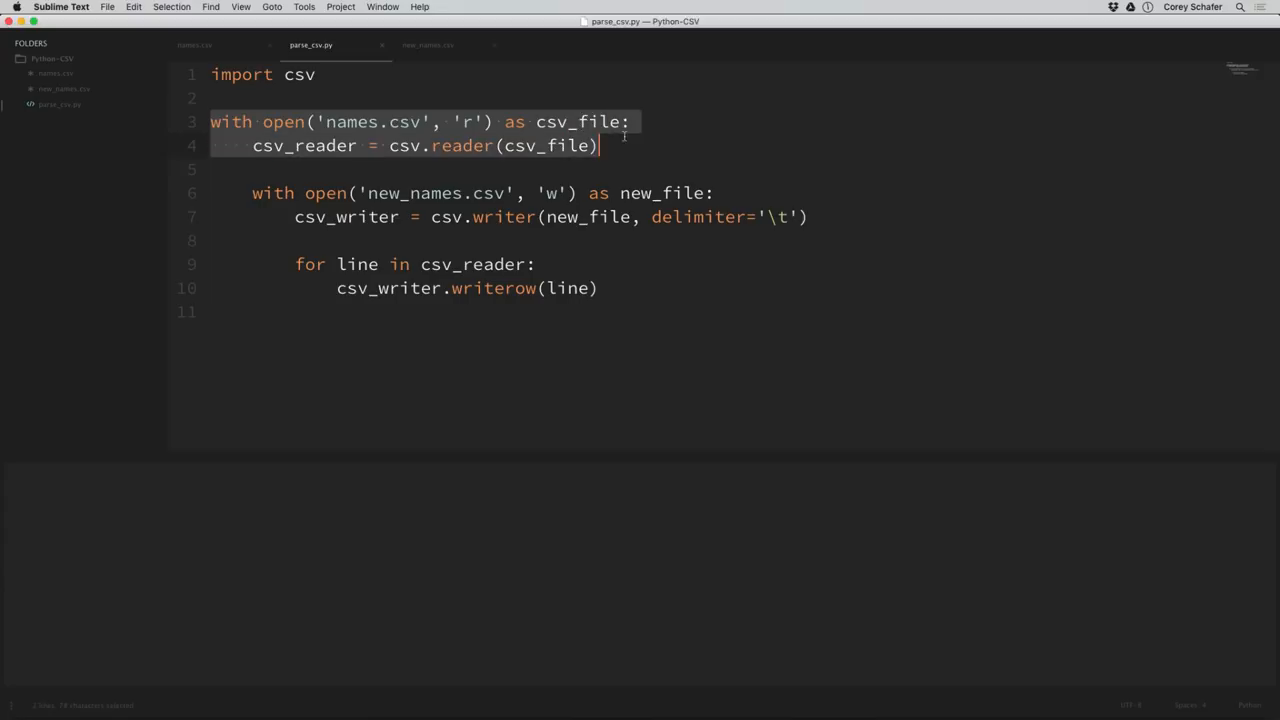 Sublime Text File Edit Selection Find View Goto Tools Project Window Help Corey Schafer
parse_csv.py — Python-CSV
FOLDERS
Python-CSV
names.csv
new_names.csv
parse_csv.py
names.csv parse_csv.py new_names.csv
1 import csv
2
3 with open('names.csv', 'r') as csv_file:
4 csv_reader = csv.reader(csv_file)
5
6 with open('new_names.csv', 'w') as new_file:
7 csv_writer = csv.writer(new_file, delimiter='\t')
8
9 for line in csv_reader:
10 csv_writer.writerow(line)
11
2 lines, 78 characters selected UTF-8 Spaces: 4 Python